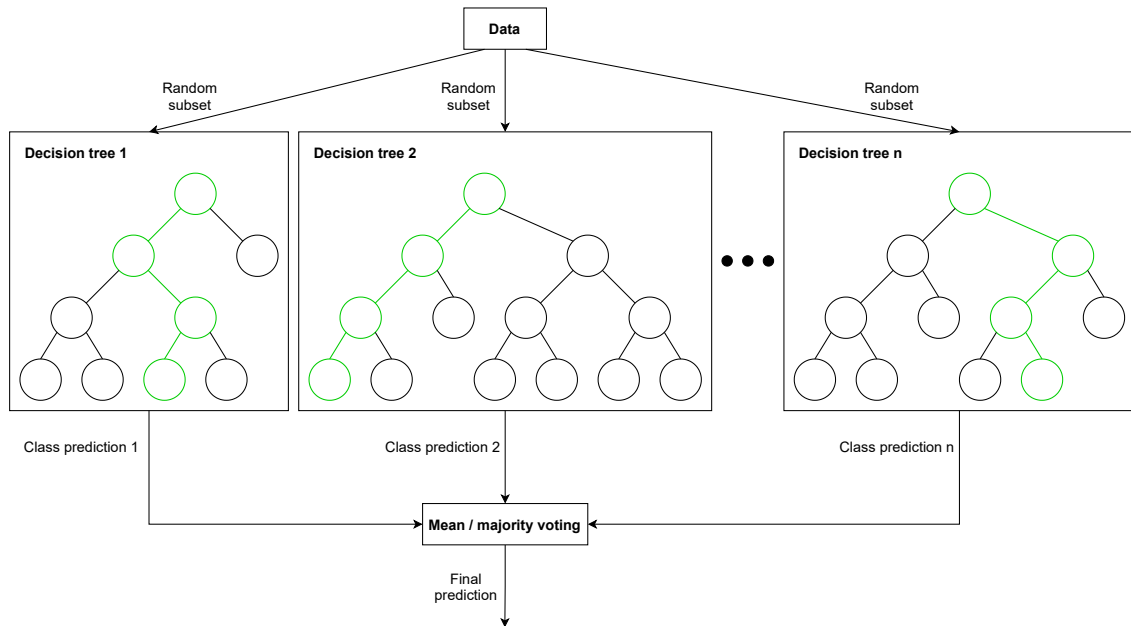 Data
Random
subset
Random
subset
Random
subset
Decision tree 1
Decision tree 2
Decision tree n
Class prediction 1
Class prediction 2
Class prediction n
Mean / majority voting
Final
prediction